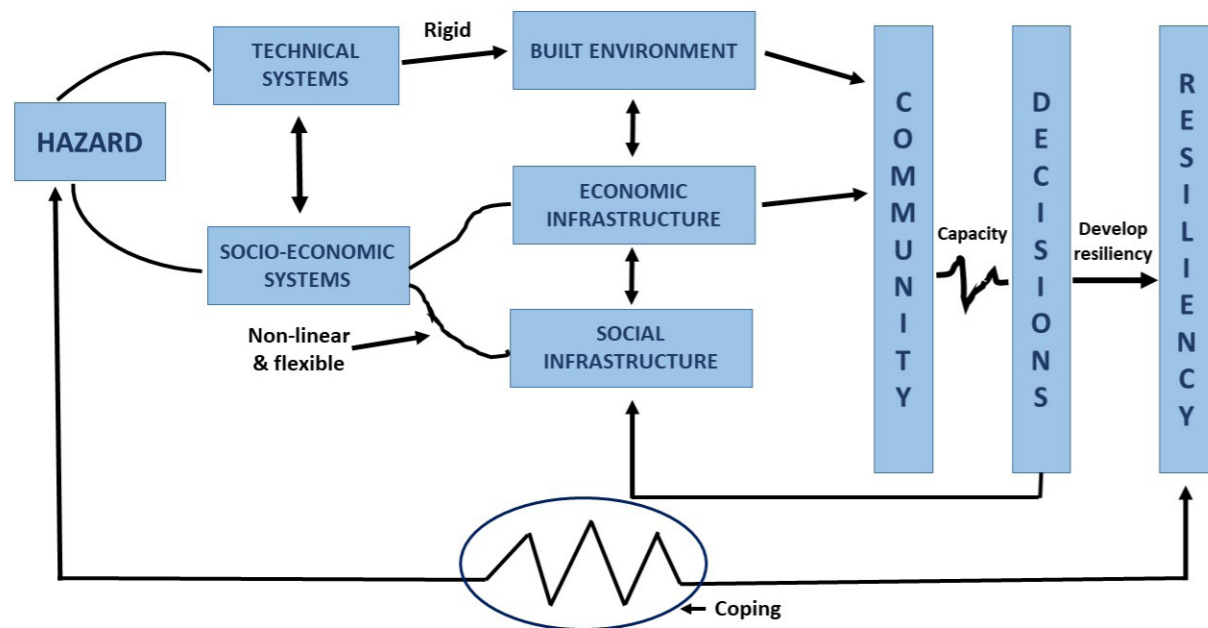 TECHNICAL
SYSTEMS
Rigid
BUILT ENVIRONMENT
HAZARD
ECONOMIC
INFRASTRUCTURE
SOCIO-ECONOMIC
SYSTEMS
Non-linear
& flexible
SOCIAL
INFRASTRUCTURE
COMMUNITY
Capacity
DECISIONS
Develop
resiliency
RESILIENCY
Coping